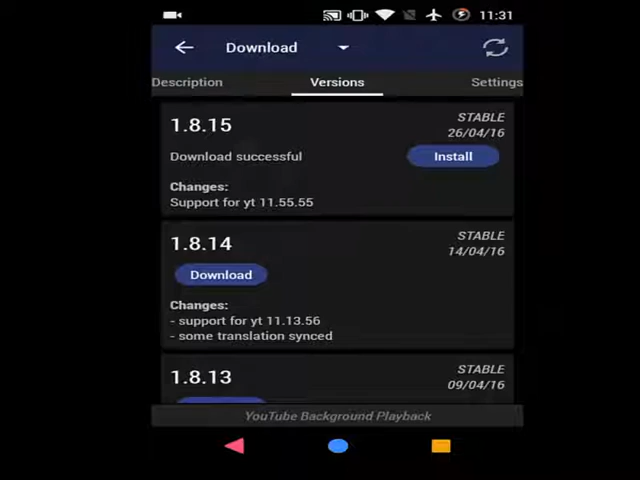 11:31
Download
Description Versions Settings
1.8.15 STABLE
26/04/16
Download successful Install
Changes:
Support for yt 11.55.55
1.8.14 STABLE
14/04/16
Download
Changes:
- support for yt 11.13.56
- some translation synced
1.8.13 STABLE
09/04/16
YouTube Background Playback